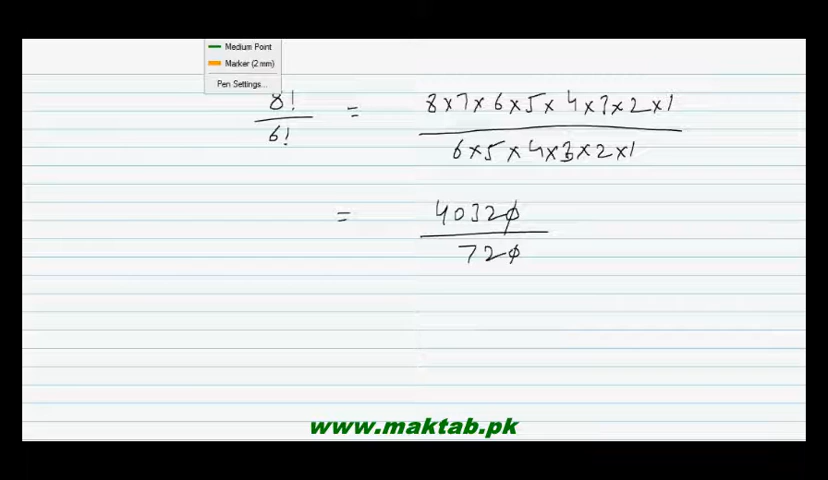 Medium Point
Marker (2 mm)
Pen Settings...
8! / 6! = 8×7×6×5×4×3×2×1 / 6×5×4×3×2×1
= 40320 / 720
www.maktab.pk